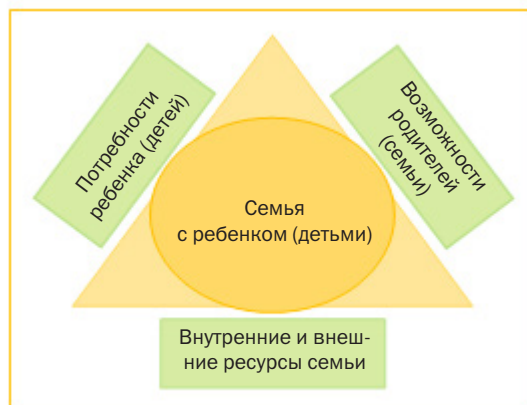 Потребности
ребенка (детей)
Возможности
родителей
(семьи)
Семья
с ребенком (детьми)
Внутренние и внеш-
ние ресурсы семьи